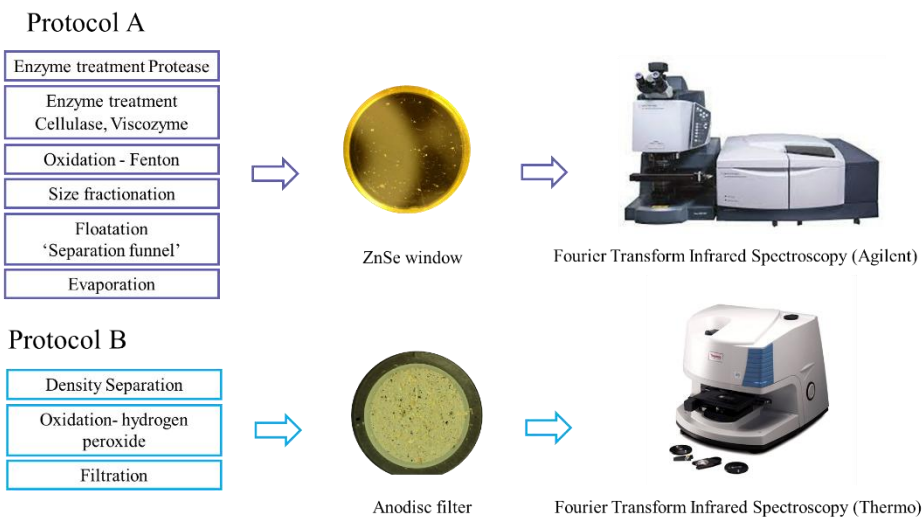 Protocol A
Enzyme treatment Protease
Enzyme treatment
Cellulase, Viscozyme
Oxidation - Fenton
Size fractionation
Floatation
‘Separation funnel’
Evaporation
ZnSe window
Fourier Transform Infrared Spectroscopy (Agilent)
Protocol B
Density Separation
Oxidation- hydrogen
peroxide
Filtration
Anodisc filter
Fourier Transform Infrared Spectroscopy (Thermo)